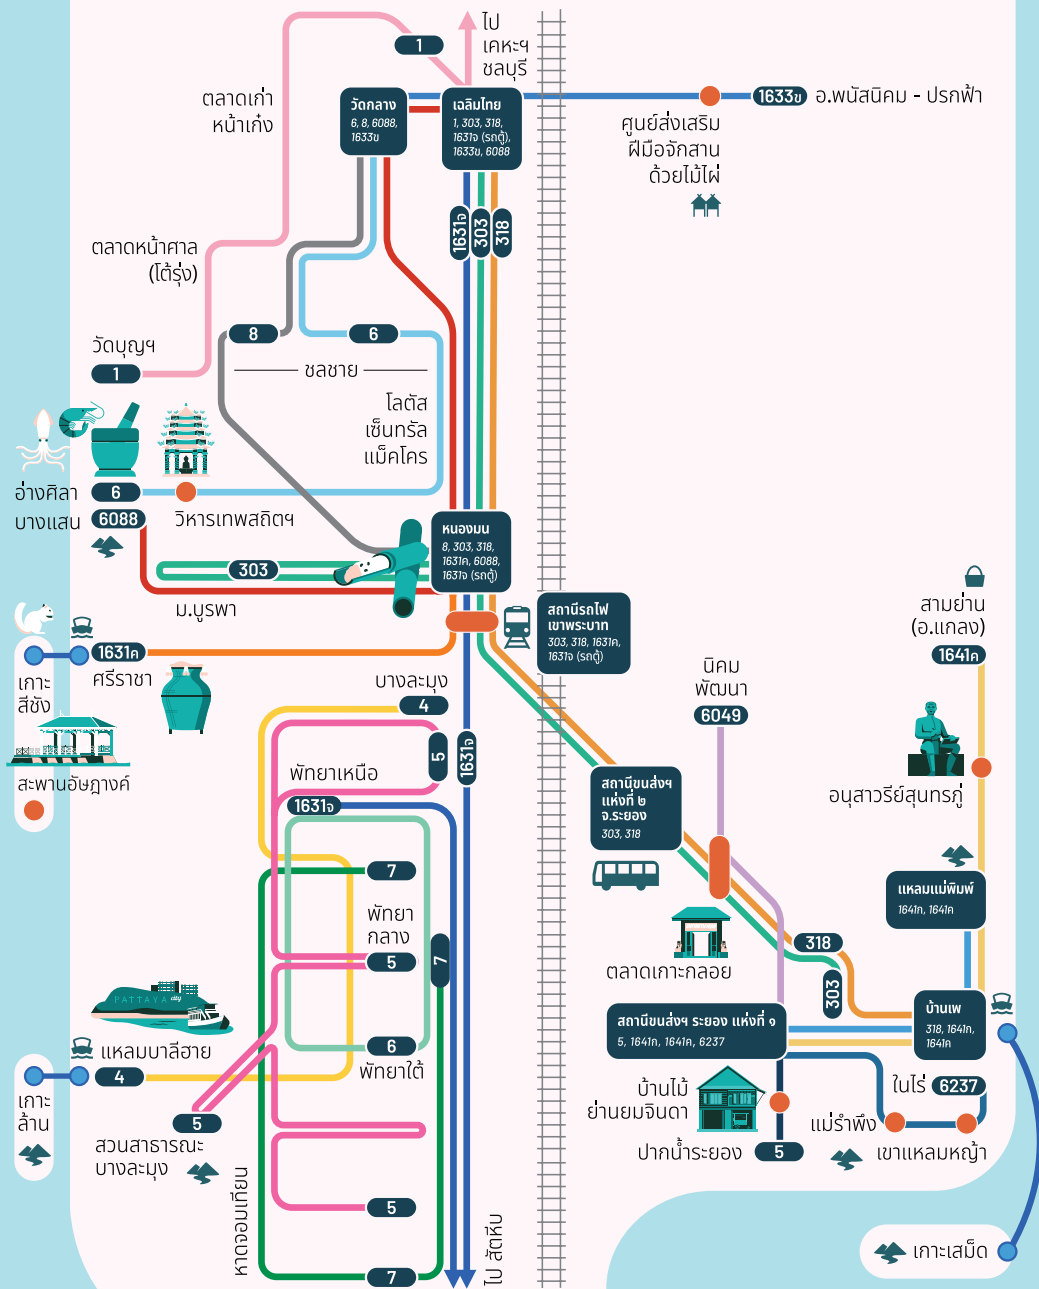 ไป
เคหะฯ
ชลบุรี
1
ตลาดเก่า
หน้าเก๋ง
วัดกลาง
6, 8, 6088,
1633ข
เฉลิมไทย
1, 303, 318,
1631จ (รถตู้),
1633ข, 6088
1633ข
อ.พนัสนิคม - ปรกฟ้า
ศูนย์ส่งเสริม
ฝีมือจักสาน
ด้วยไม้ไผ่
1631จ
303
318
ตลาดหน้าศาล
(โต้รุ่ง)
8
6
วัดบุญฯ
1
ชลชาย
โลตัส
เซ็นทรัล
แม็คโคร
อ่างศิลา
6
บางแสน
6088
วิหารเทพสถิตฯ
หนองมน
8, 303, 318,
1631ค, 6088,
1631จ (รถตู้)
303
ม.บูรพา
สถานีรถไฟ
เขาพระบาท
303, 318, 1631ค,
1631จ (รถตู้)
สามย่าน
(อ.แกลง)
1641ค
1631ค
ศรีราชา
เกาะ
สีชัง
สะพานอัษฎางค์
บางละมุง
4
นิคม
พัฒนา
6049
5
1631จ
พัทยาเหนือ
1631จ
สถานีขนส่งฯ
แห่งที่ ๒
จ.ระยอง
303, 318
อนุสาวรีย์สุนทรภู่
7
แหลมแม่พิมพ์
1641ก, 1641ค
พัทยา
กลาง
5
7
318
ตลาดเกาะกลอย
303
PATTAYA city
สถานีขนส่งฯ ระยอง แห่งที่ ๑
5, 1641ก, 1641ค, 6237
บ้านเพ
318, 1641ก,
1641ค
แหลมบาลีฮาย
4
6
พัทยาใต้
เกาะ
ล้าน
5
สวนสาธารณะ
บางละมุง
บ้านไม้
ย่านยมจินดา
ในไร่
6237
แม่รำพึง
เขาแหลมหญ้า
ปากน้ำระยอง
5
5
หาดจอมเทียน
7
ไป สัตหีบ
เกาะเสม็ด